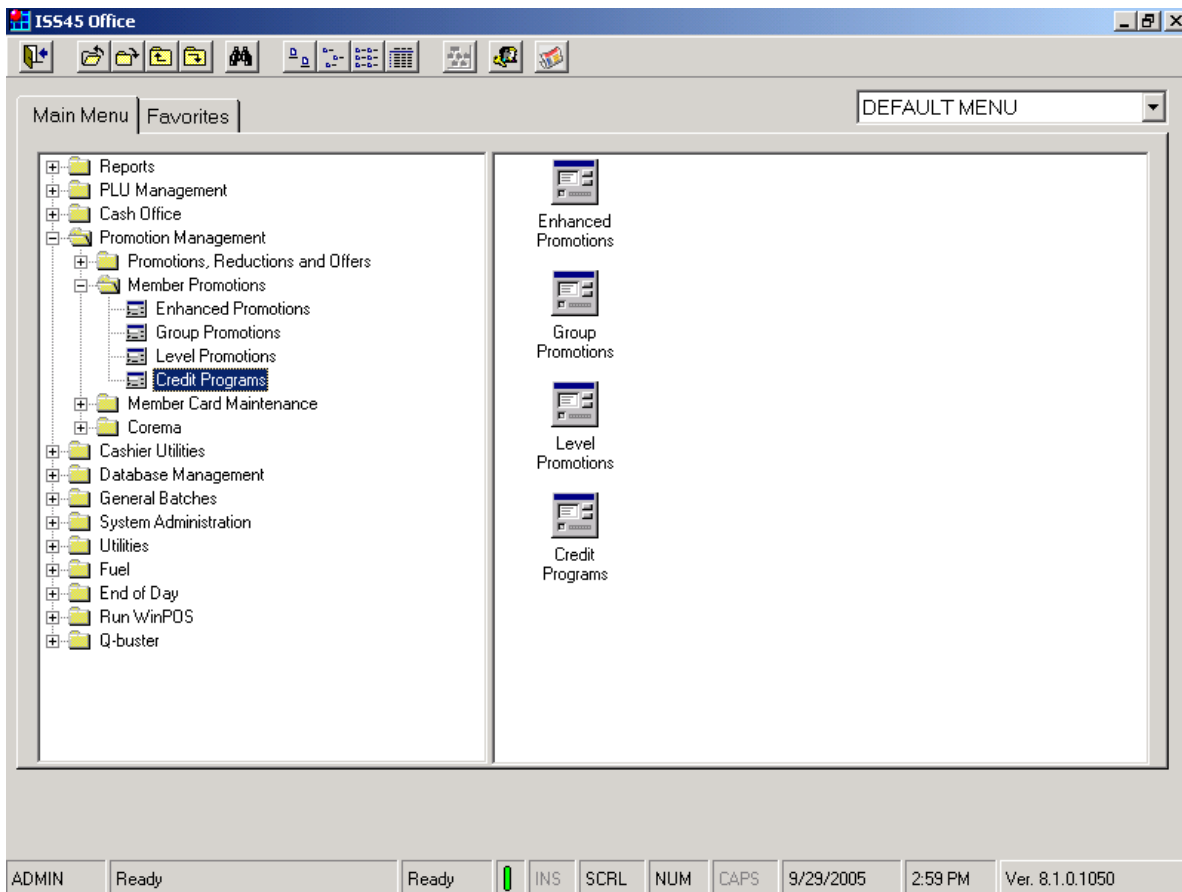 ISS45 Office
Main Menu
Favorites
DEFAULT MENU
Reports
PLU Management
Cash Office
Promotion Management
Promotions, Reductions and Offers
Member Promotions
Enhanced Promotions
Group Promotions
Level Promotions
Credit Programs
Member Card Maintenance
Corema
Cashier Utilities
Database Management
General Batches
System Administration
Utilities
Fuel
End of Day
Run WinPOS
Q-buster
Enhanced
Promotions
Group
Promotions
Level
Promotions
Credit
Programs
ADMIN
Ready
Ready
INS
SCRL
NUM
CAPS
9/29/2005
2:59 PM
Ver. 8.1.0.1050